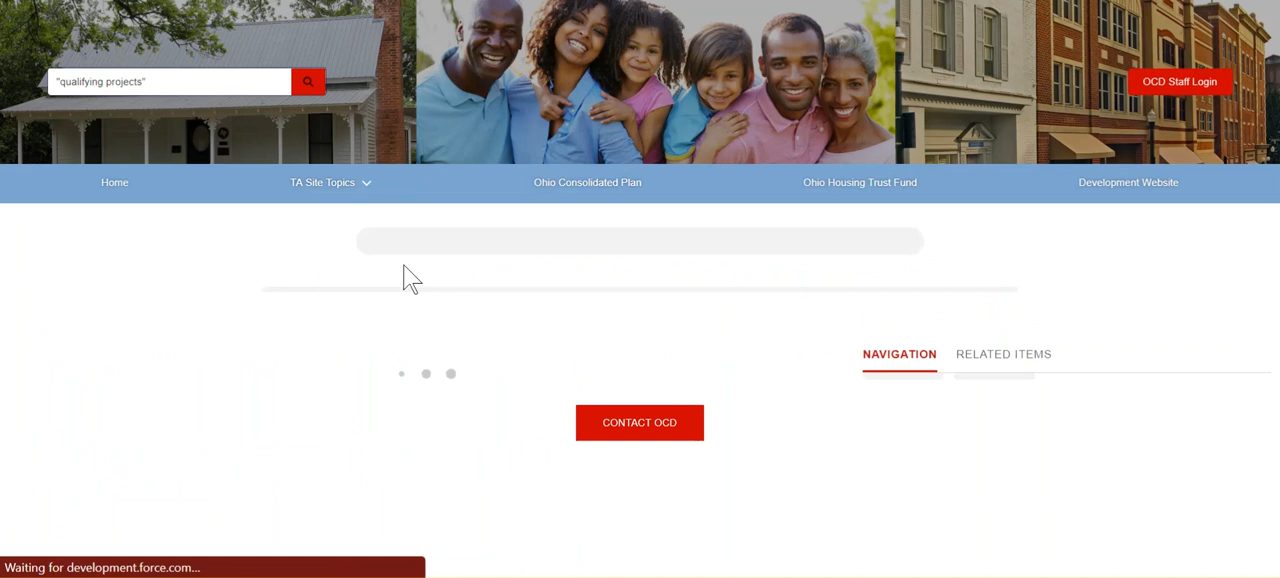 "qualifying projects"
OCD Staff Login
Home
TA Site Topics
Ohio Consolidated Plan
Ohio Housing Trust Fund
Development Website
NAVIGATION
RELATED ITEMS
CONTACT OCD
Waiting for development.force.com...